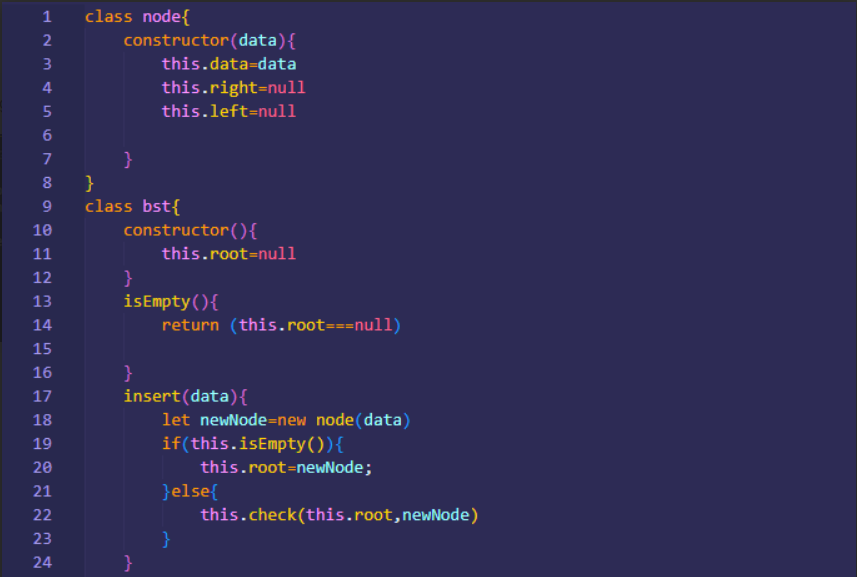 1 class node{
2     constructor(data){
3         this.data=data
4         this.right=null
5         this.left=null
6
7     }
8 }
9 class bst{
10     constructor(){
11         this.root=null
12     }
13     isEmpty(){
14         return (this.root===null)
15
16     }
17     insert(data){
18         let newNode=new node(data)
19         if(this.isEmpty()){
20             this.root=newNode;
21         }else{
22             this.check(this.root,newNode)
23         }
24     }